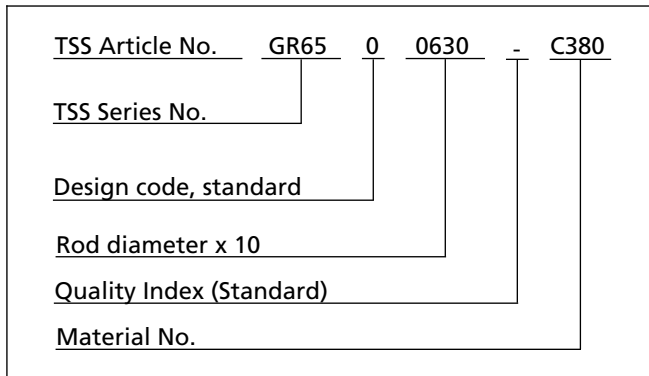 TSS Article No. GR65 0 0630 - C380
TSS Series No.
Design code, standard
Rod diameter x 10
Quality Index (Standard)
Material No.